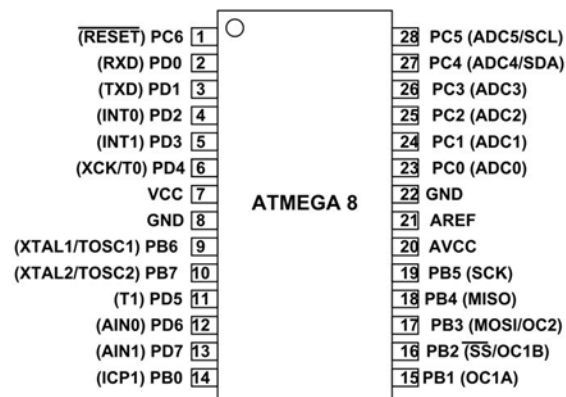 (RESET) PC6 1 28 PC5 (ADC5/SCL)
(RXD) PD0 2 27 PC4 (ADC4/SDA)
(TXD) PD1 3 26 PC3 (ADC3)
(INT0) PD2 4 25 PC2 (ADC2)
(INT1) PD3 5 24 PC1 (ADC1)
(XCK/T0) PD4 6 23 PC0 (ADC0)
VCC 7 22 GND
ATMEGA 8
GND 8 21 AREF
(XTAL1/TOSC1) PB6 9 20 AVCC
(XTAL2/TOSC2) PB7 10 19 PB5 (SCK)
(T1) PD5 11 18 PB4 (MISO)
(AIN0) PD6 12 17 PB3 (MOSI/OC2)
(AIN1) PD7 13 16 PB2 (SS/OC1B)
(ICP1) PB0 14 15 PB1 (OC1A)